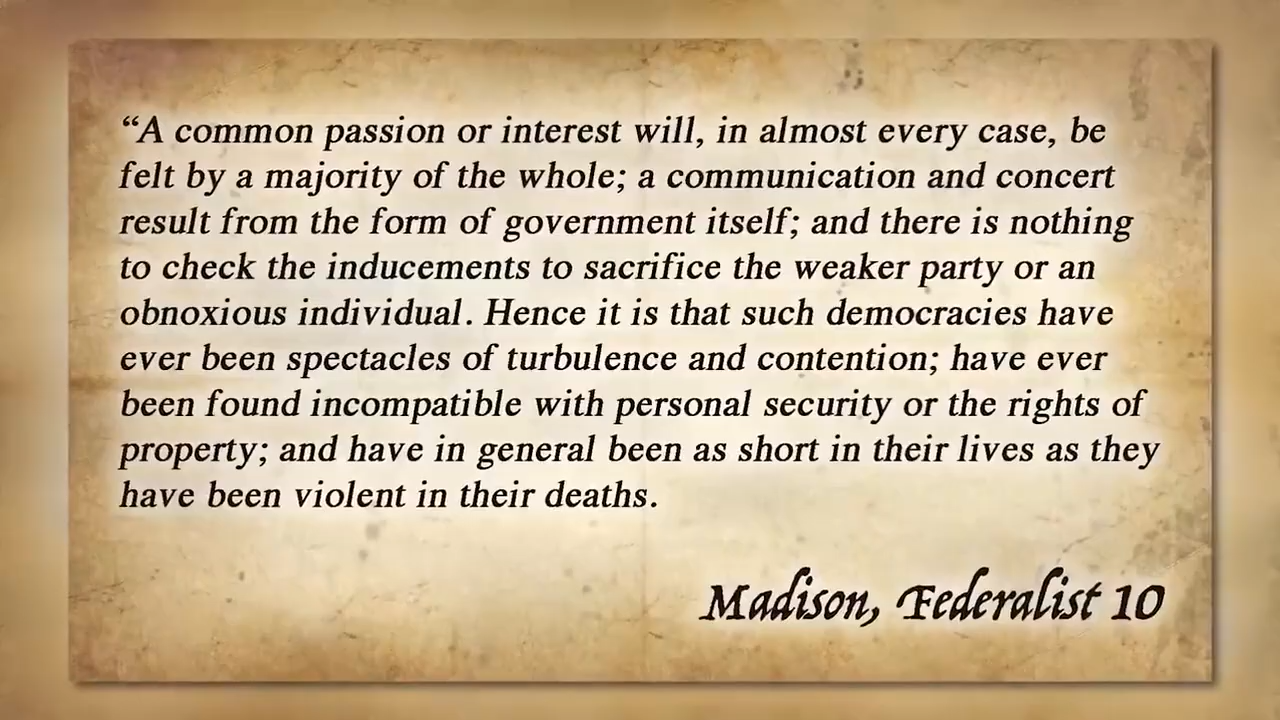 “A common passion or interest will, in almost every case, be
felt by a majority of the whole; a communication and concert
result from the form of government itself; and there is nothing
to check the inducements to sacrifice the weaker party or an
obnoxious individual. Hence it is that such democracies have
ever been spectacles of turbulence and contention; have ever
been found incompatible with personal security or the rights of
property; and have in general been as short in their lives as they
have been violent in their deaths.
Madison, Federalist 10